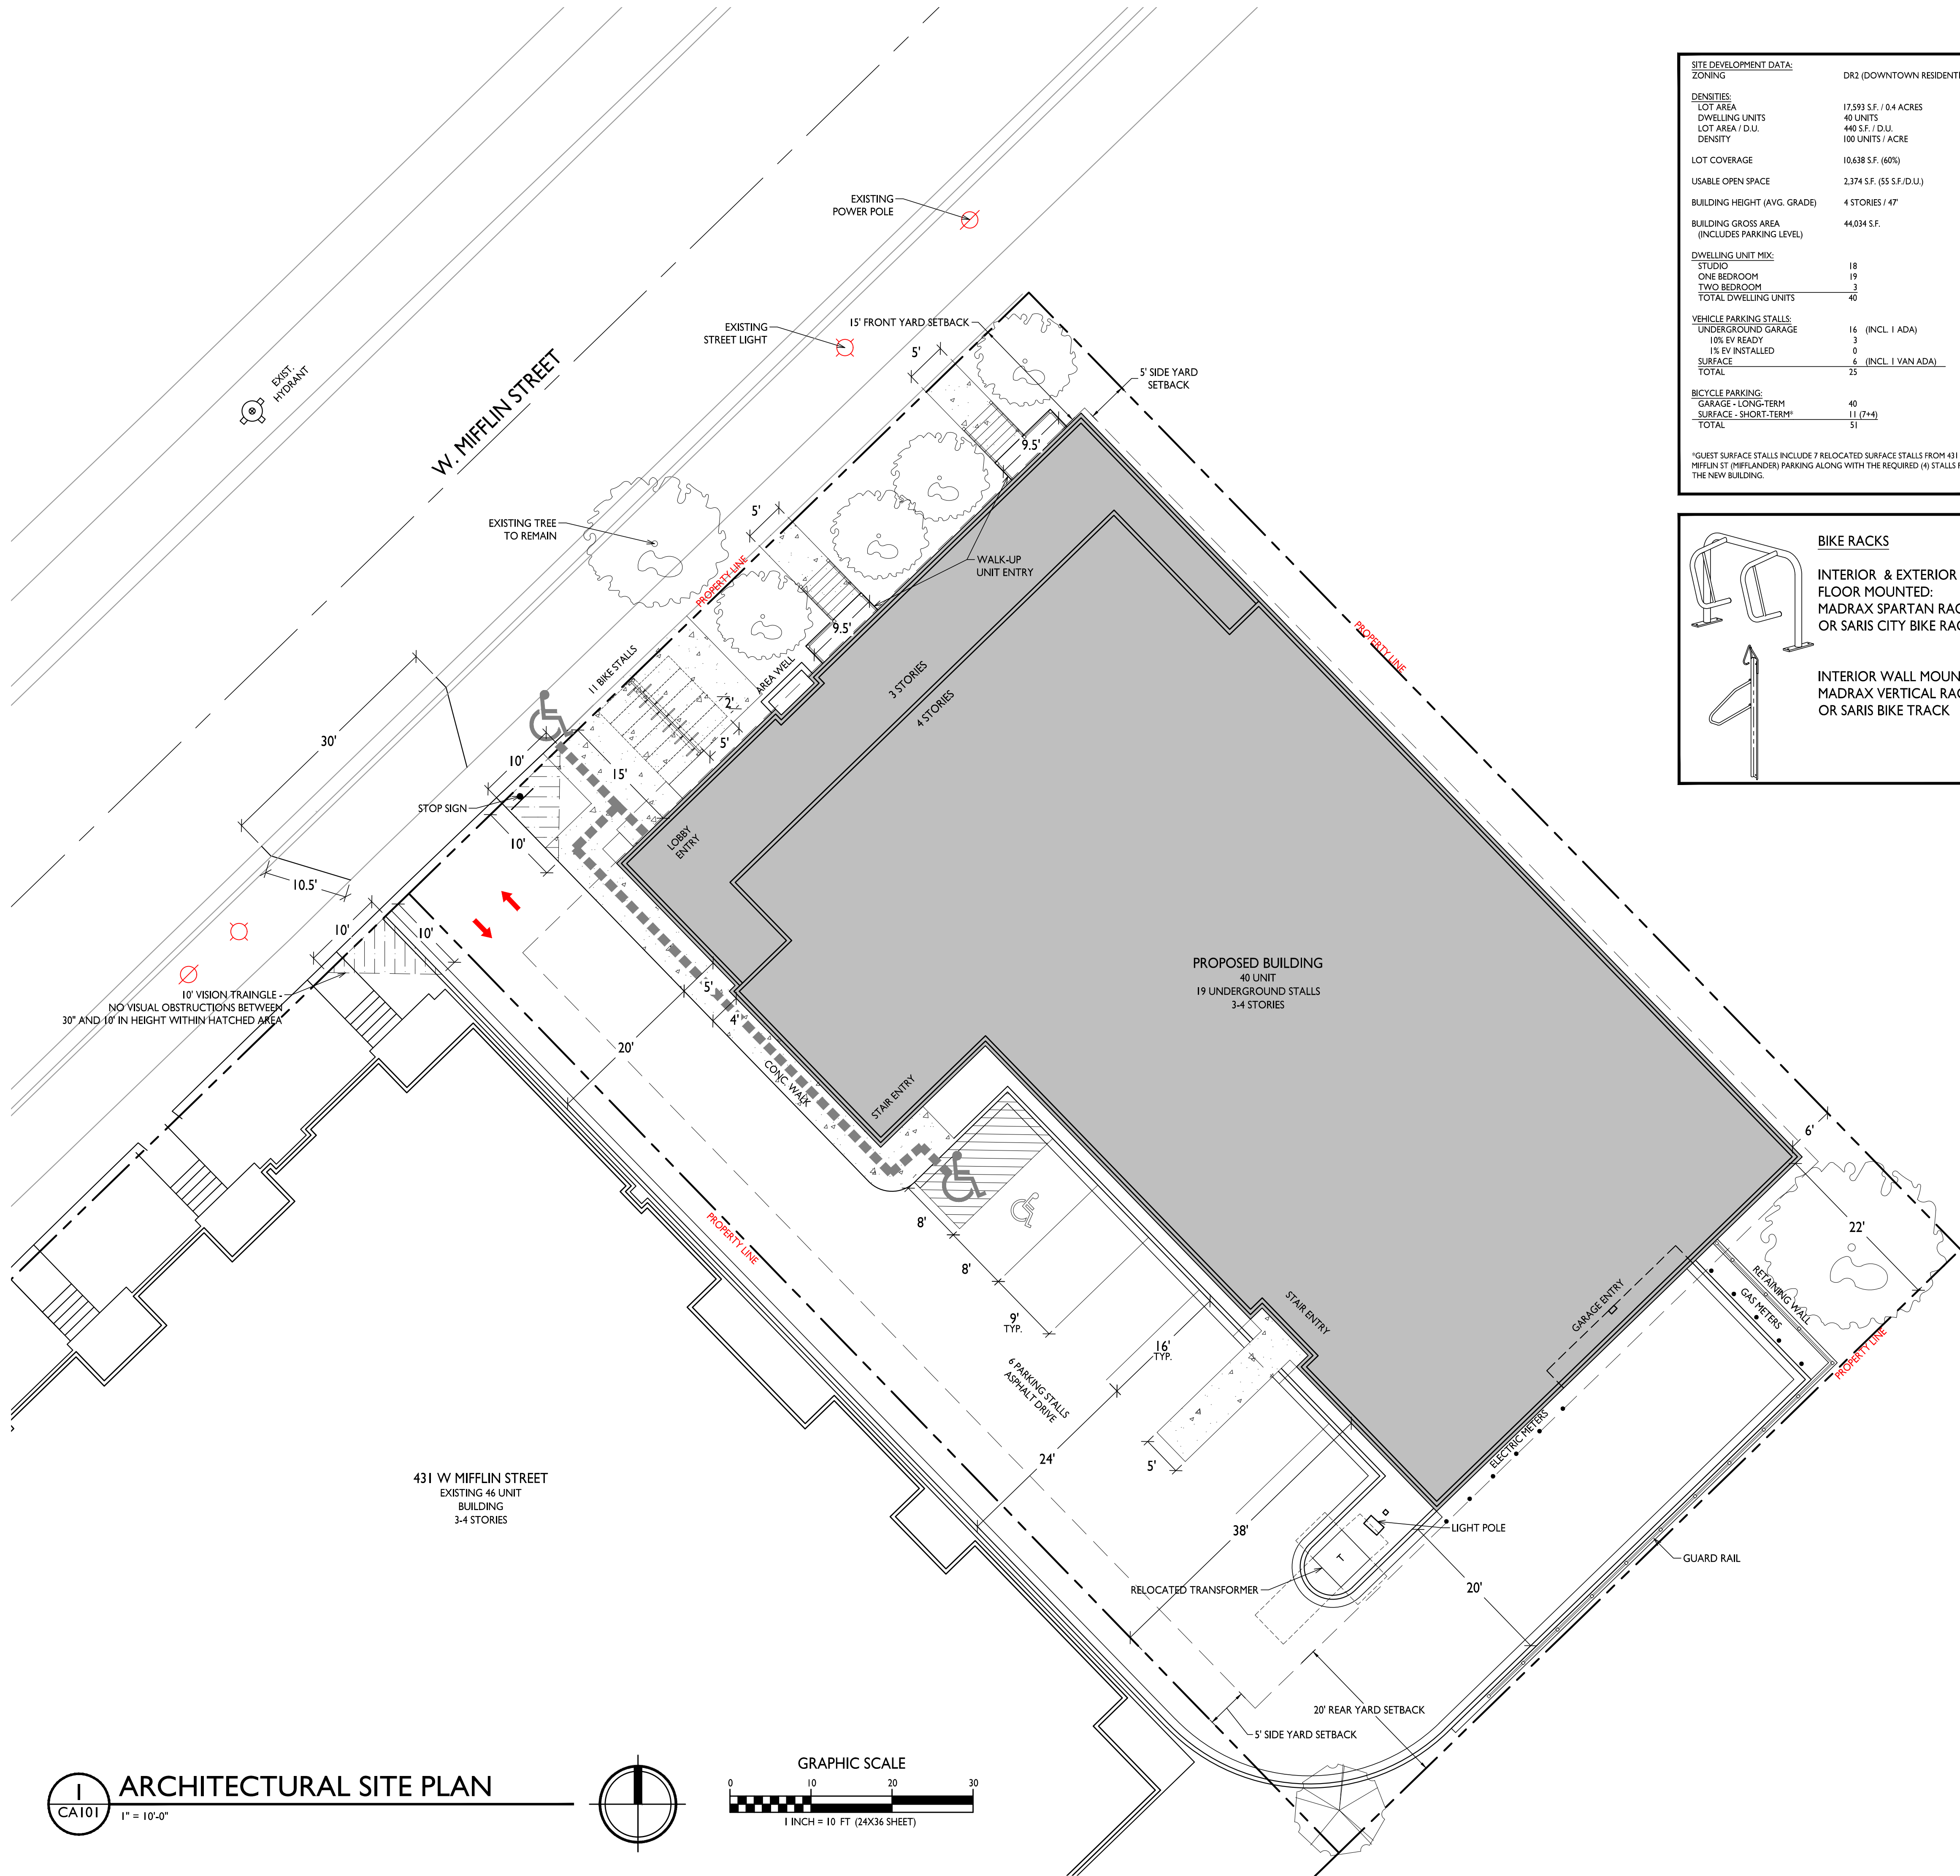 SITE DEVELOPMENT DATA:
ZONING DR2 (DOWNTOWN RESIDENTI
DENSITIES:
LOT AREA 17,593 S.F. / 0.4 ACRES
DWELLING UNITS 40 UNITS
LOT AREA / D.U. 440 S.F. / D.U.
DENSITY 100 UNITS / ACRE
LOT COVERAGE 10,638 S.F. (60%)
USABLE OPEN SPACE 2,374 S.F. (55 S.F./D.U.)
BUILDING HEIGHT (AVG. GRADE) 4 STORIES / 47'
BUILDING GROSS AREA 44,034 S.F.
(INCLUDES PARKING LEVEL)
DWELLING UNIT MIX:
STUDIO 18
ONE BEDROOM 19
TWO BEDROOM 3
TOTAL DWELLING UNITS 40
VEHICLE PARKING STALLS:
UNDERGROUND GARAGE 16 (INCL. 1 ADA)
10% EV READY 3
1% EV INSTALLED 0
SURFACE 6 (INCL. 1 VAN ADA)
TOTAL 25
BICYCLE PARKING:
GARAGE - LONG-TERM 40
SURFACE - SHORT-TERM* 11 (7+4)
TOTAL 51
*GUEST SURFACE STALLS INCLUDE 7 RELOCATED SURFACE STALLS FROM 431
MIFFLIN ST (MIFFLANDER) PARKING ALONG WITH THE REQUIRED (4) STALLS
THE NEW BUILDING.
BIKE RACKS
INTERIOR & EXTERIOR
FLOOR MOUNTED:
MADRAX SPARTAN RAC
OR SARIS CITY BIKE RAC
INTERIOR WALL MOUN
MADRAX VERTICAL RAC
OR SARIS BIKE TRACK
EXISTING
POWER POLE
EXISTING
STREET LIGHT
15' FRONT YARD SETBACK
5'
5' SIDE YARD
SETBACK
EXIST.
HYDRANT
W. MIFFLIN STREET
9.5'
EXISTING TREE
TO REMAIN
5'
WALK-UP
UNIT ENTRY
PROPERTY LINE
9.5'
PROPERTY LINE
11 BIKE STALLS
AREA WELL
2'
5'
3 STORIES
4 STORIES
30'
10'
15'
STOP SIGN
10'
LOBBY
ENTRY
10.5'
10'
10'
10' VISION TRAINGLE -
NO VISUAL OBSTRUCTIONS BETWEEN
30" AND 10' IN HEIGHT WITHIN HATCHED AREA
5'
4'
20'
CONC. WALK
STAIR ENTRY
PROPOSED BUILDING
40 UNIT
19 UNDERGROUND STALLS
3-4 STORIES
6'
22'
PROPERTY LINE
8'
8'
9'
TYP.
16'
TYP.
STAIR ENTRY
GARAGE ENTRY
RETAINING WALL
GAS METERS
PROPERTY LINE
6 PARKING STALLS
ASPHALT DRIVE
24'
5'
ELECTRIC METERS
431 W MIFFLIN STREET
EXISTING 46 UNIT
BUILDING
3-4 STORIES
38'
LIGHT POLE
T
RELOCATED TRANSFORMER
20'
GUARD RAIL
20' REAR YARD SETBACK
5' SIDE YARD SETBACK
1
CA101
ARCHITECTURAL SITE PLAN
1" = 10'-0"
GRAPHIC SCALE
0 10 20 30
1 INCH = 10 FT (24X36 SHEET)